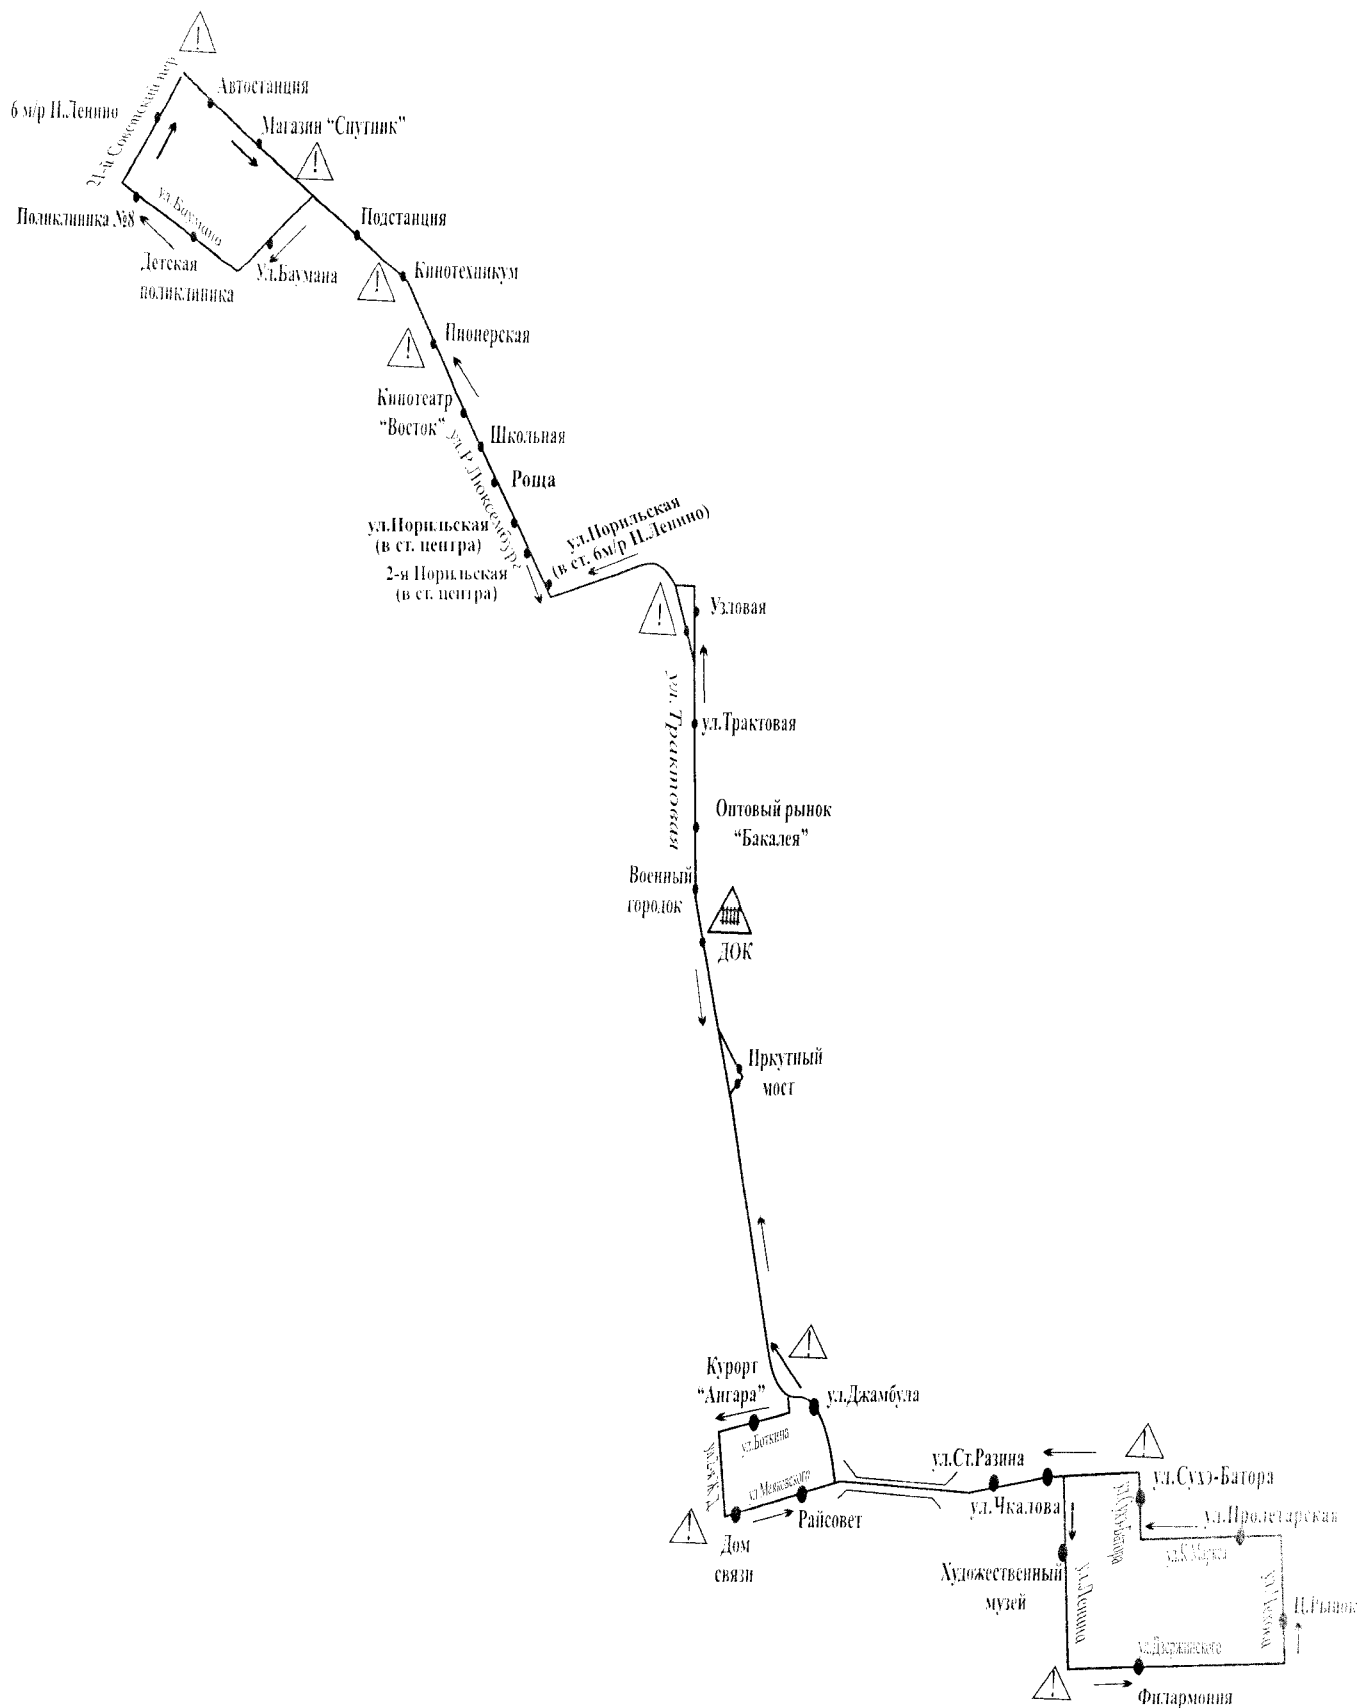 21-й Советский пер
Автостанция
6 м/р Н.Ленино
Магазин “Спутник”
ул.Баумана
Поликлиника №8
Подстанция
Детская
поликлиника
Ул.Баумана
Кинотехникум
Пионерская
Кинотеатр
“Восток”
ул.Р.Люксембург
Школьная
Роща
ул.Норильская
(в ст. центра)
2-я Норильская
(в ст. центра)
ул.Норильская
(в ст. 6м/р Н.Ленино)
Узловая
ул. Трактовая
ул.Трактовая
Оптовый рынок
“Бакалея”
Военный
городок
ДОК
Иркутный
мост
Курорт
“Ангара”
ул.Джамбула
ул.Боткина
ул.Маяковского
Дом
связи
Райсовет
ул.Ст.Разина
ул.Чкалова
ул.Сухэ-Батора
ул.Сухэ-Батора
ул.Пролетарская
ул.К.Маркса
Художественный
музей
ул.Ленина
Ц.Рынок
ул.Дзержинского
Филармония